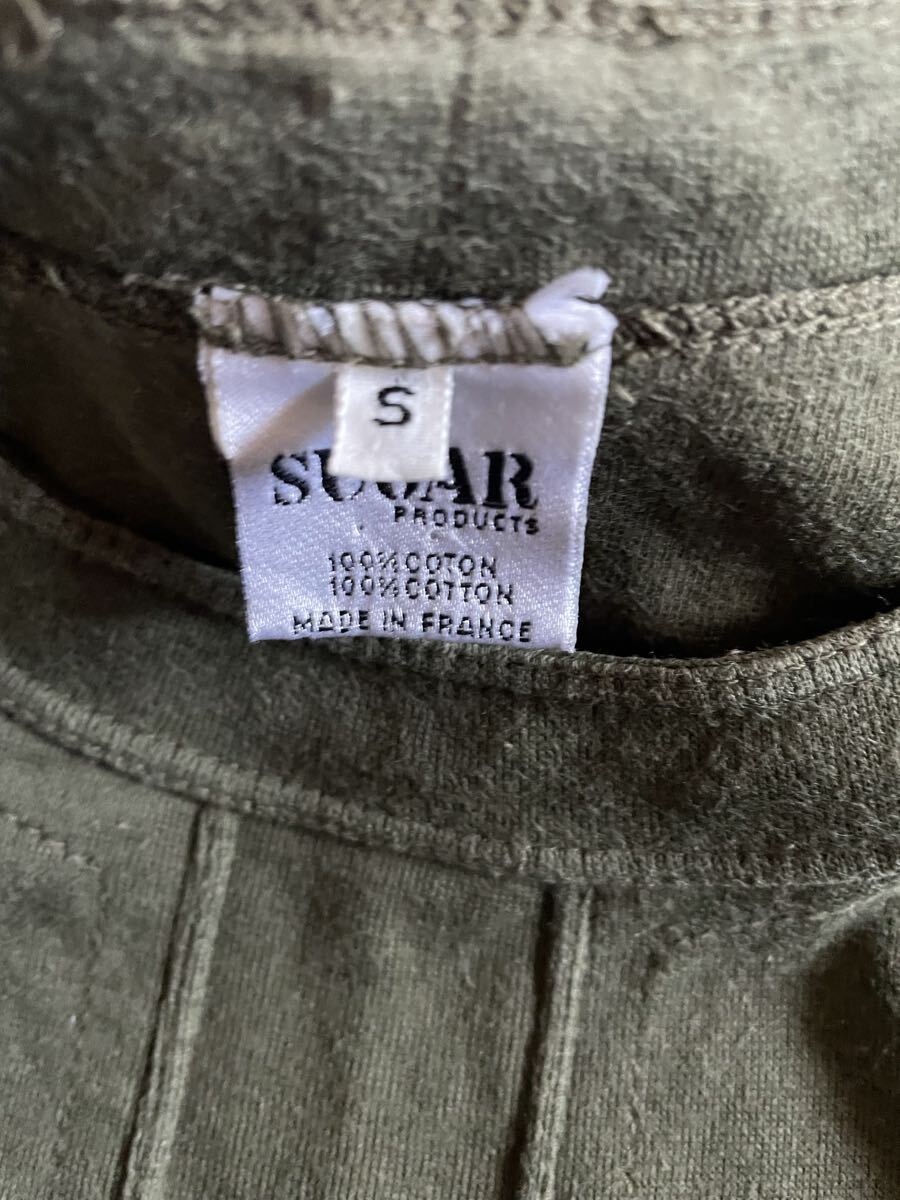 S
SUGAR
PRODUCTS
100% COTON
100% COTTON
MADE IN FRANCE